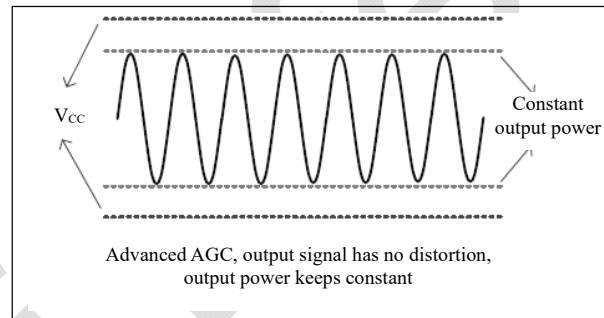 VCC
Constant
output power
Advanced AGC, output signal has no distortion,
output power keeps constant